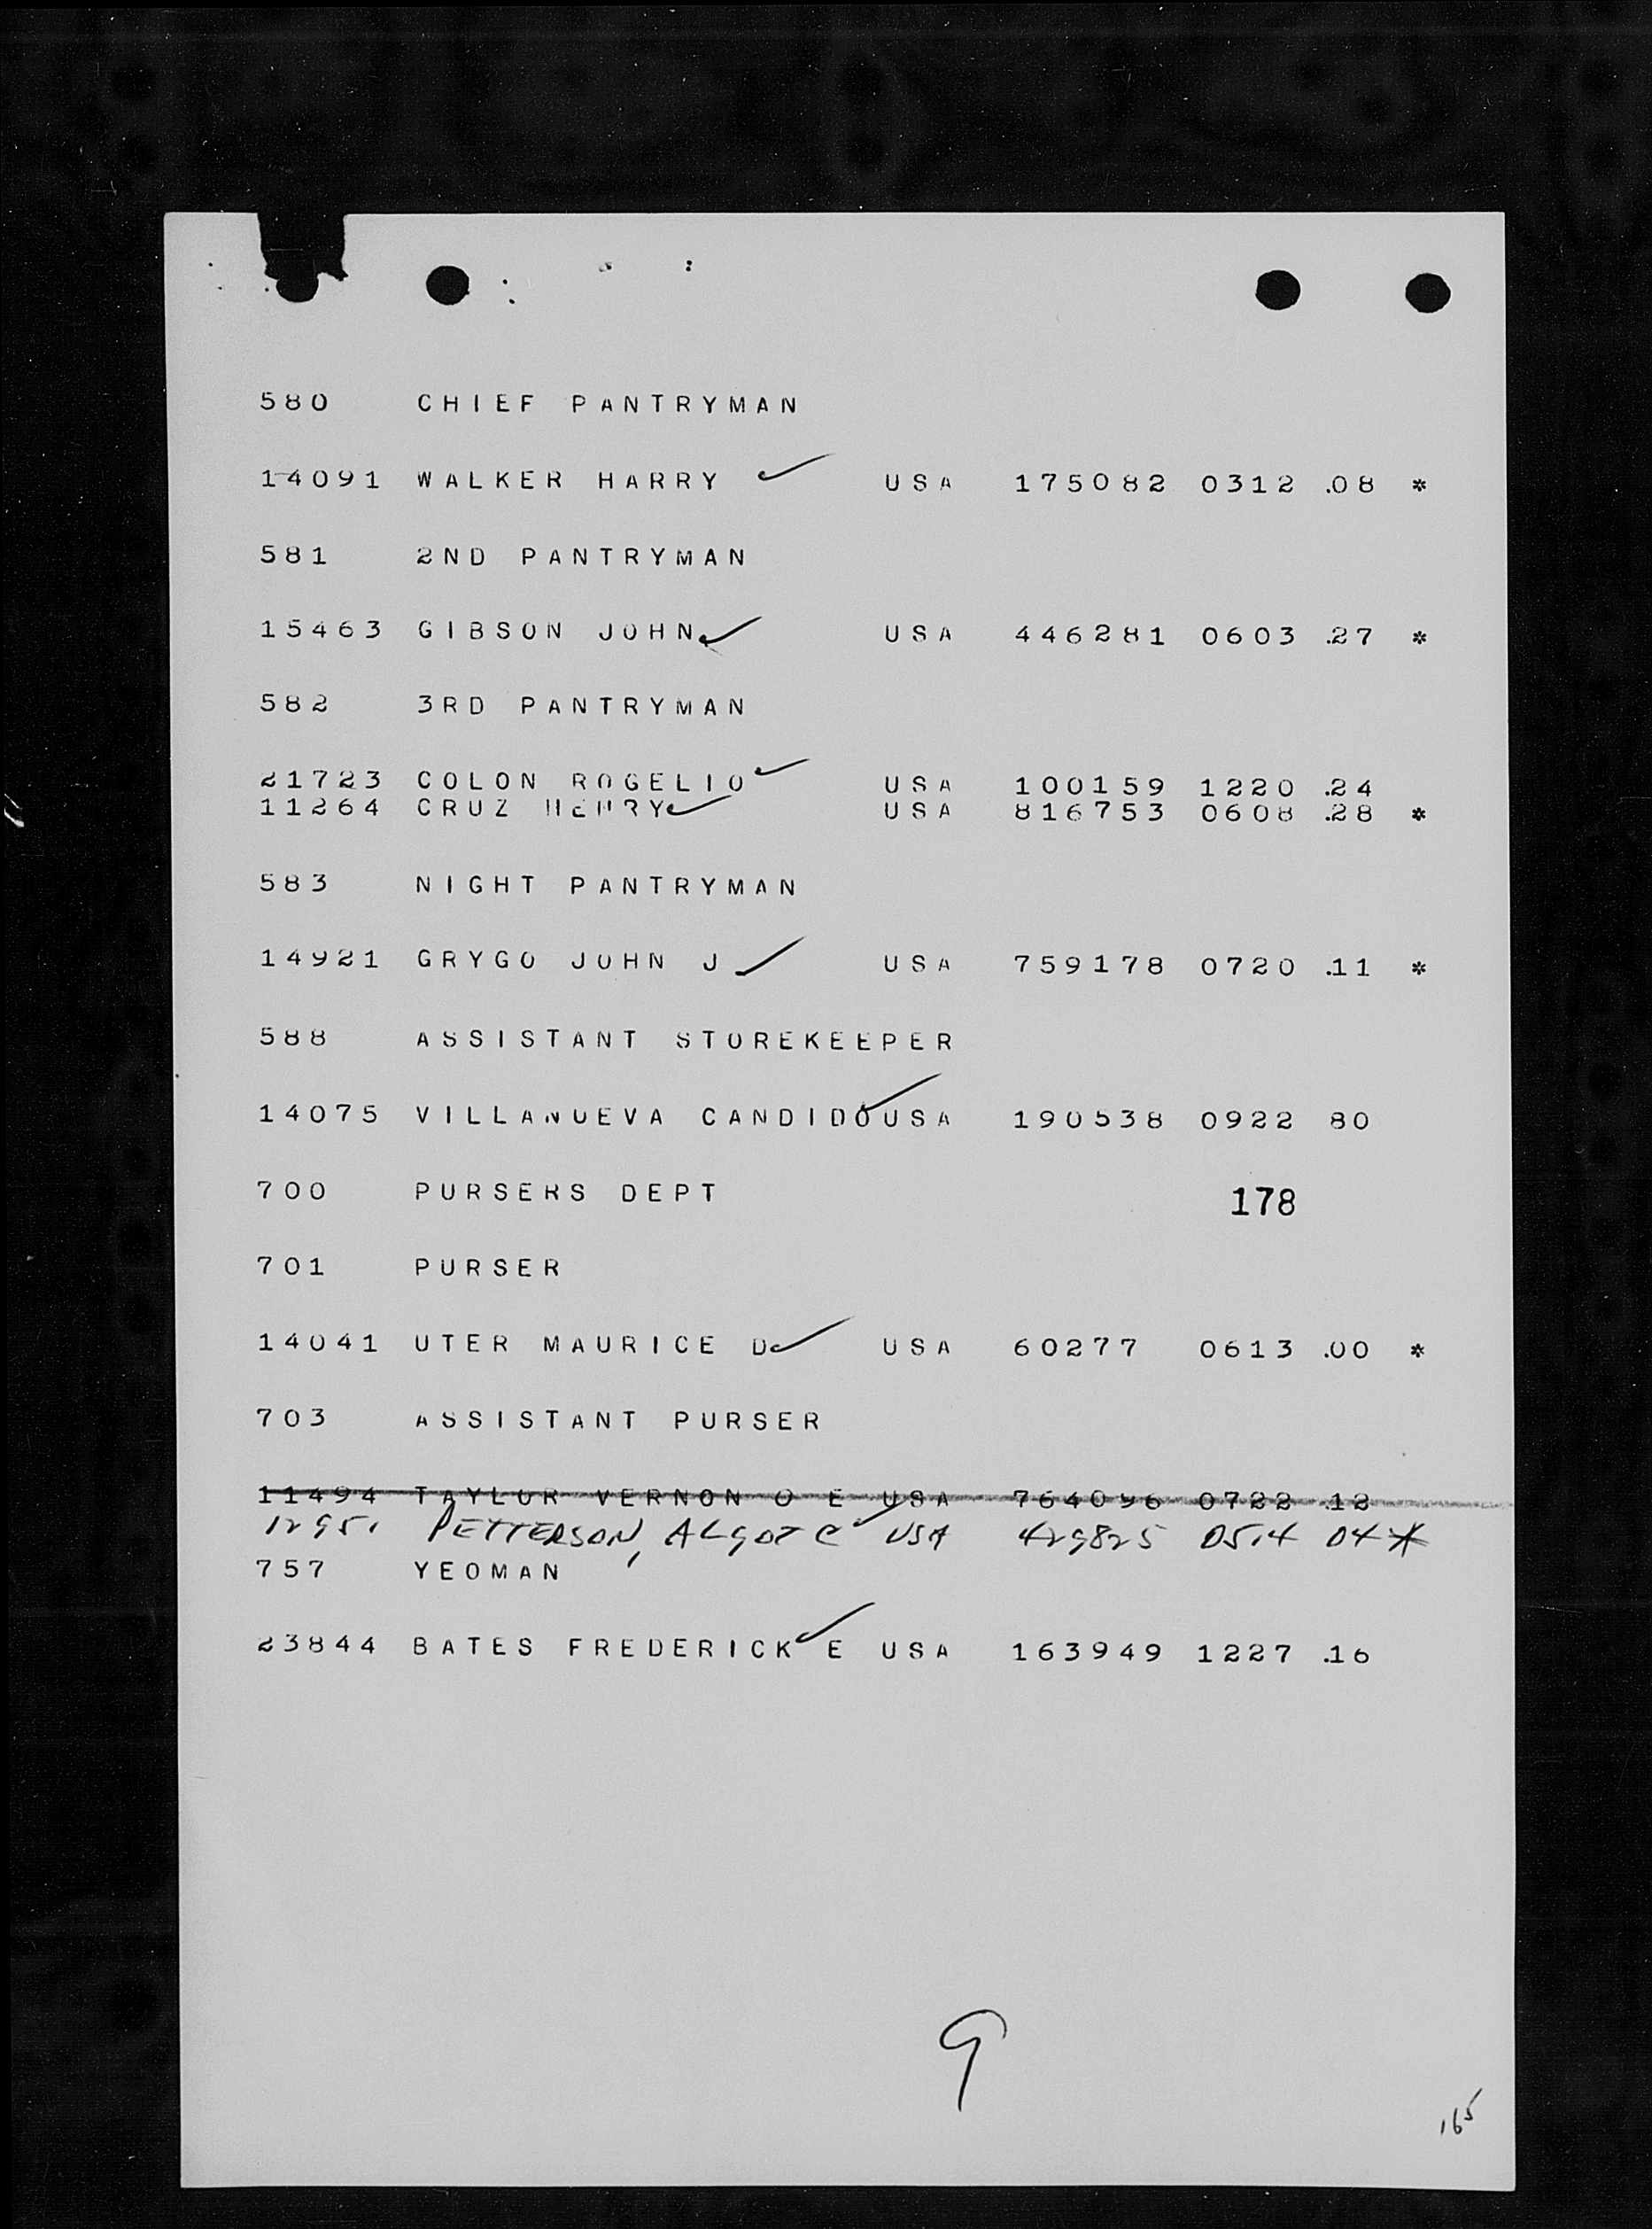 580 CHIEF PANTRYMAN
14091 WALKER HARRY ✓ USA 175082 0312 .08 *
581 2ND PANTRYMAN
15463 GIBSON JOHN ✓ USA 446281 0603 .27 *
582 3RD PANTRYMAN
21723 COLON ROGELIO ✓ USA 100159 1220 .24
11264 CRUZ HENRY ✓ USA 816753 0608 .28 *
583 NIGHT PANTRYMAN
14921 GRYGO JOHN J ✓ USA 759178 0720 .11 *
588 ASSISTANT STOREKEEPER
14075 VILLANUEVA CANDIDO ✓ USA 190538 0922 80
700 PURSERS DEPT 178
701 PURSER
14041 UTER MAURICE D ✓ USA 60277 0613 .00 *
703 ASSISTANT PURSER
11494 TAYLOR VERNON O E USA 764096 0722 .12
12951 PETTERSON, ALGOT C ✓ USA 429825 0514 04 *
757 YEOMAN
23844 BATES FREDERICK ✓ E USA 163949 1227 .16
9
165